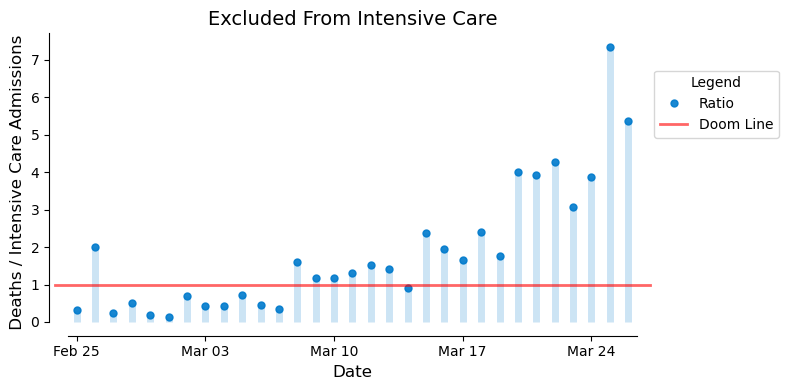 Excluded From Intensive Care
Deaths / Intensive Care Admissions
7
6
5
4
3
2
1
0
Feb 25
Mar 03
Mar 10
Mar 17
Mar 24
Date
Legend
Ratio
Doom Line